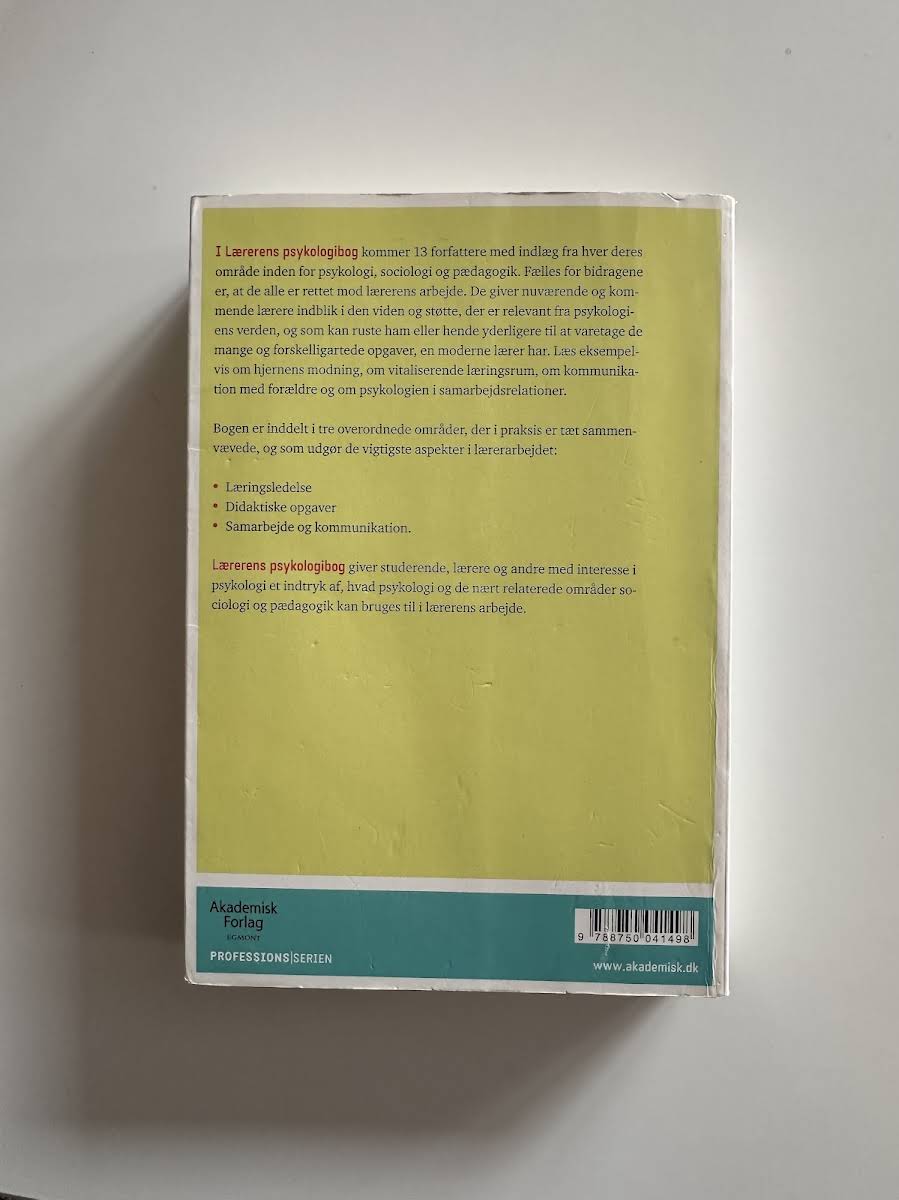 I Lærerens psykologibog kommer 13 forfattere med indlæg fra hver deres
område inden for psykologi, sociologi og pædagogik. Fælles for bidragene
er, at de alle er rettet mod lærerens arbejde. De giver nuværende og kom-
mende lærere indblik i den viden og støtte, der er relevant fra psykologi-
ens verden, og som kan ruste ham eller hende yderligere til at varetage de
mange og forskelligartede opgaver, en moderne lærer har. Læs eksempel-
vis om hjernens modning, om vitaliserende læringsrum, om kommunika-
tion med forældre og om psykologien i samarbejdsrelationer.
Bogen er inddelt i tre overordnede områder, der i praksis er tæt sammen-
vævede, og som udgør de vigtigste aspekter i lærerarbejdet:
• Læringsledelse
• Didaktiske opgaver
• Samarbejde og kommunikation.
Lærerens psykologibog giver studerende, lærere og andre med interesse i
psykologi et indtryk af, hvad psykologi og de nært relaterede områder so-
ciologi og pædagogik kan bruges til i lærerens arbejde.
Akademisk
Forlag
EGMONT
PROFESSIONS|SERIEN
9 788750 041498
www.akademisk.dk